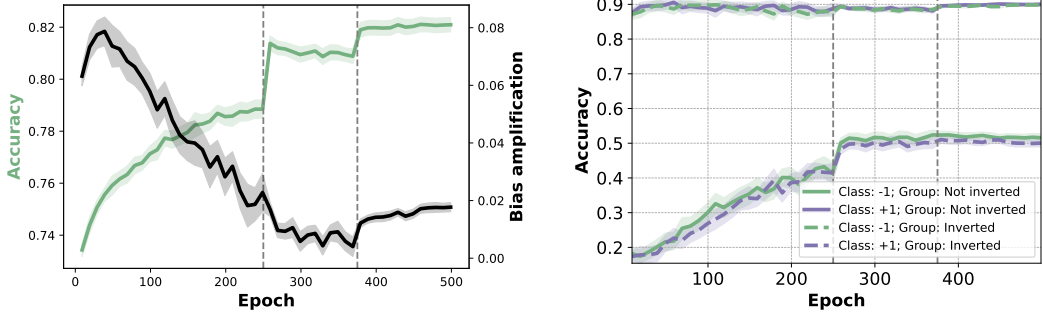 0.82
0.80
0.78
0.76
0.74
Accuracy
0.08
0.06
0.04
0.02
0.00
Bias amplification
0 100 200 300 400 500
Epoch
0.9
0.8
0.7
0.6
0.5
0.4
0.3
0.2
Accuracy
Class: -1; Group: Not inverted
Class: +1; Group: Not inverted
Class: -1; Group: Inverted
Class: +1; Group: Inverted
100 200 300 400
Epoch